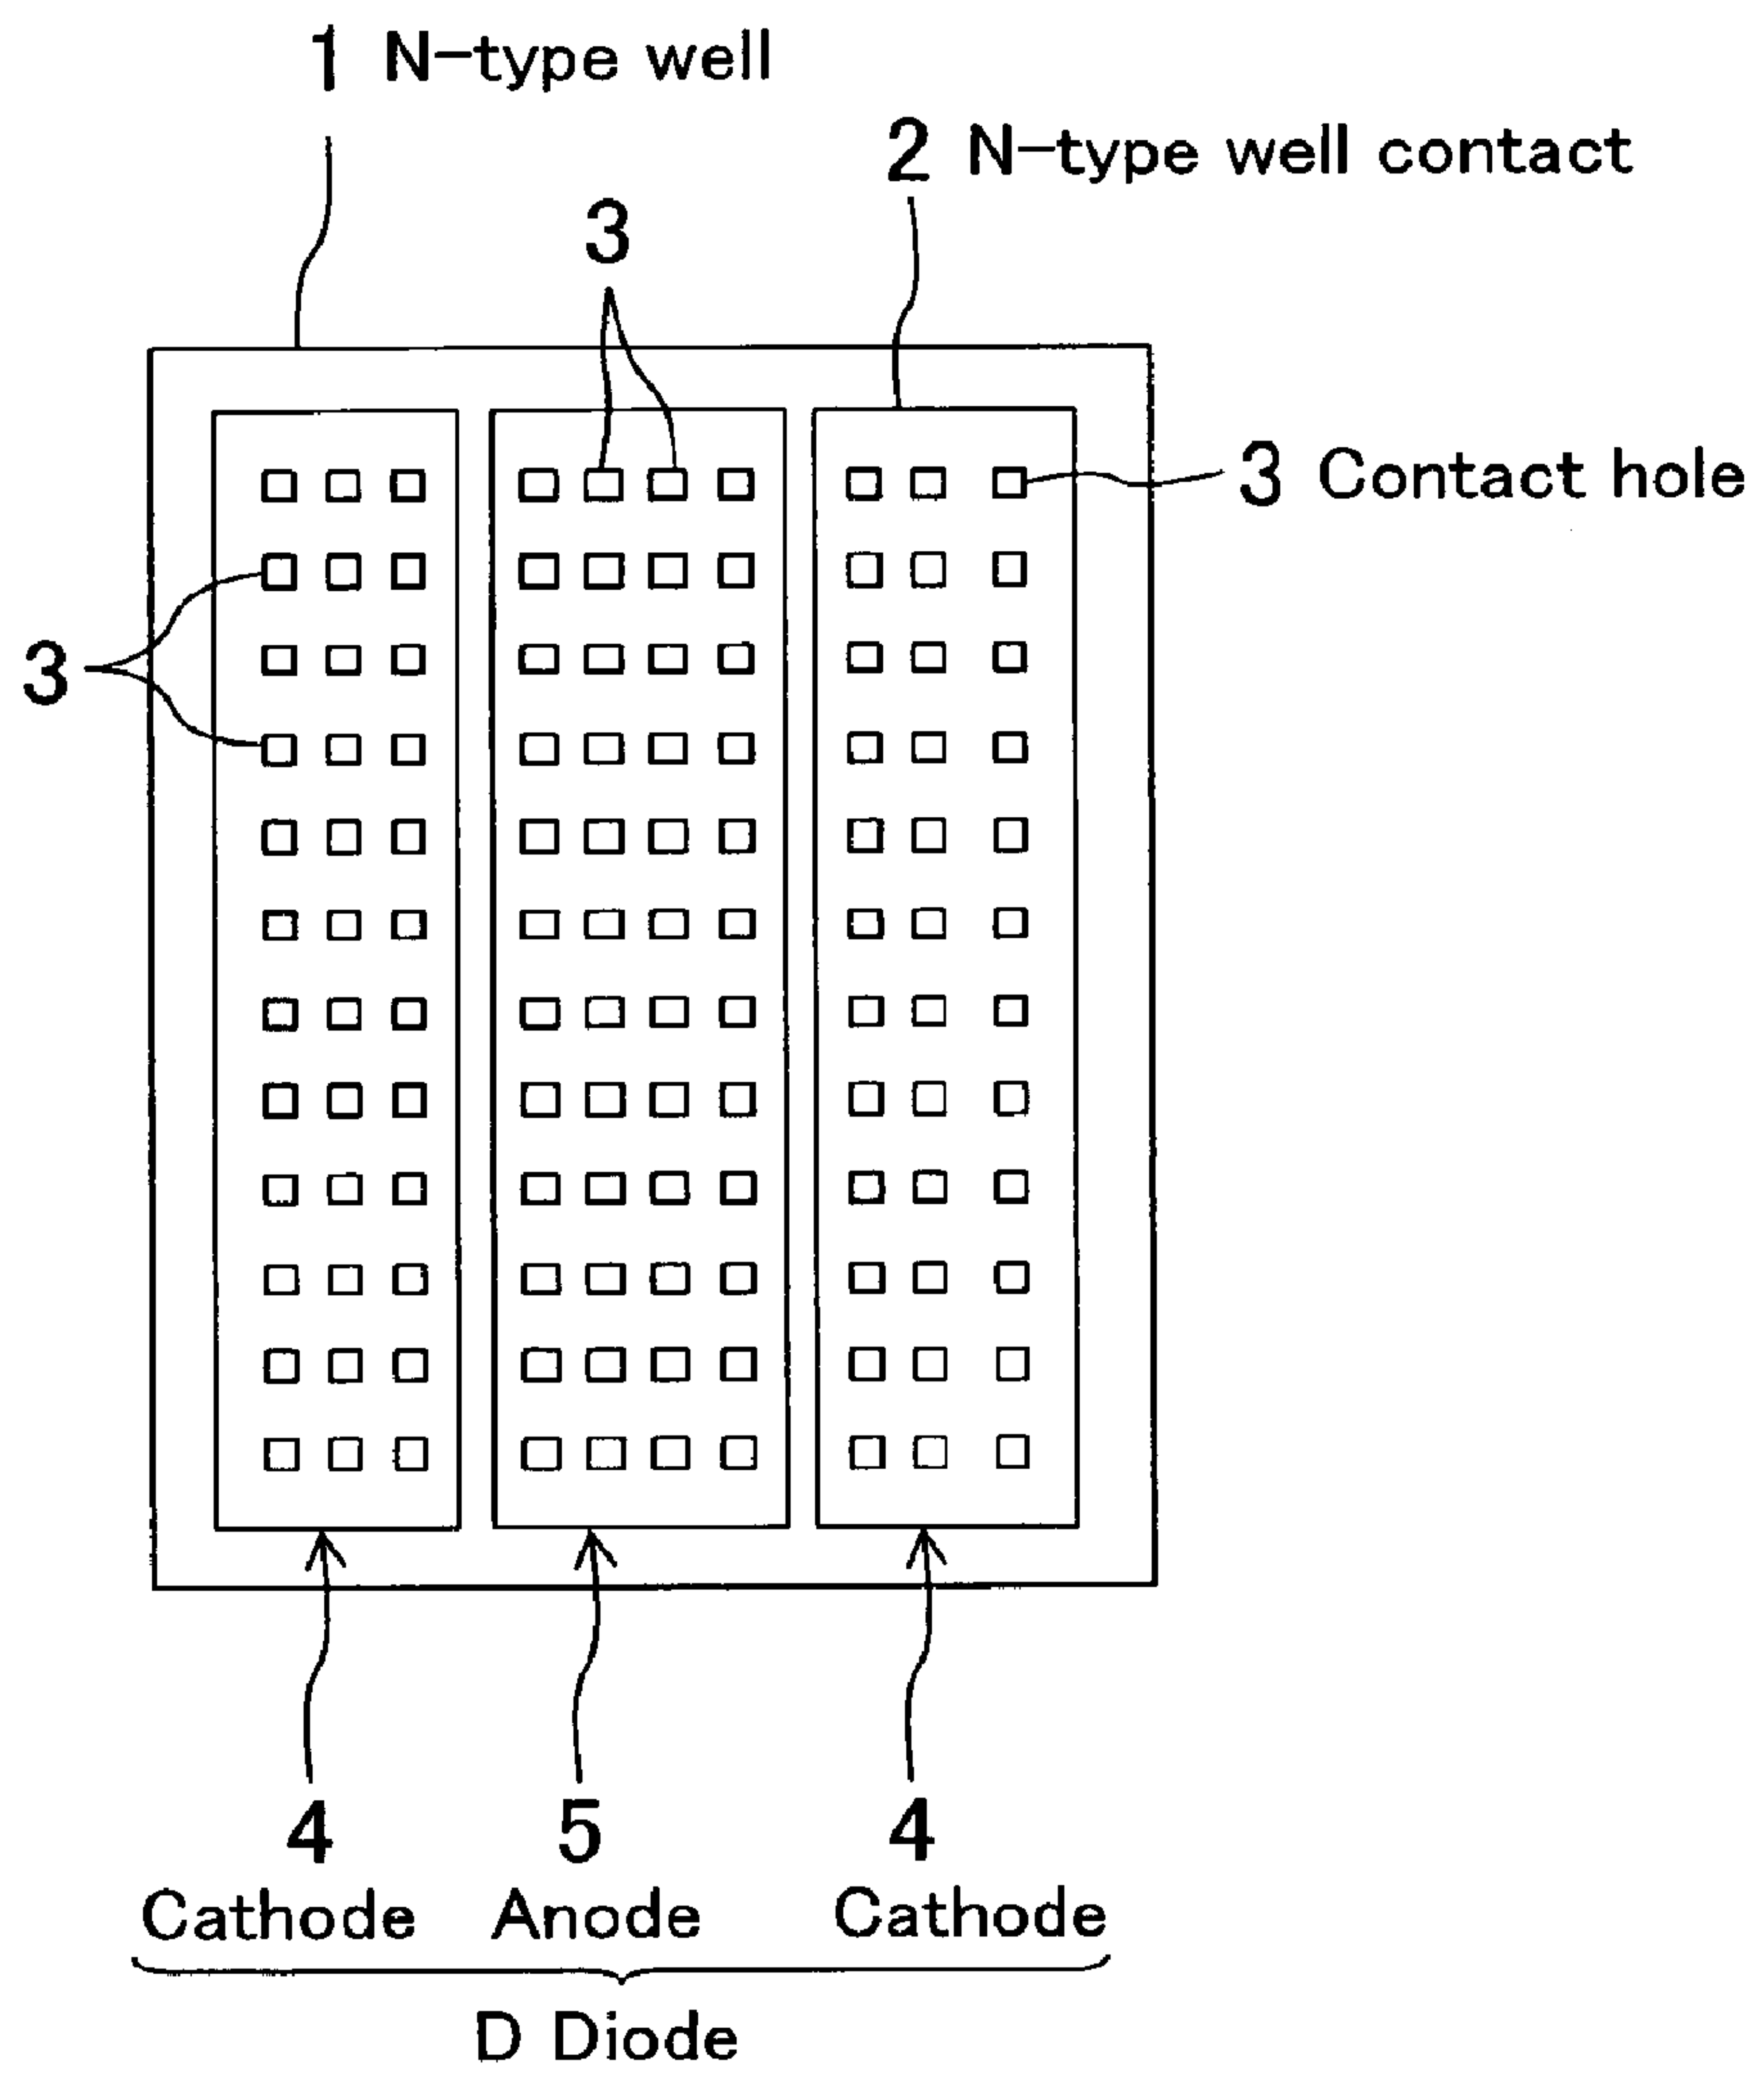 1 N-type well
2 N-type well contact
3
3 Contact hole
3
4 5 4
Cathode Anode Cathode
D Diode